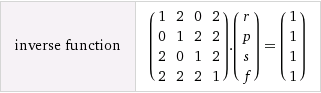 inverse function
(1 2 0 2
0 1 2 2
2 0 1 2
2 2 2 1).(r
p
s
f) = (1
1
1
1)